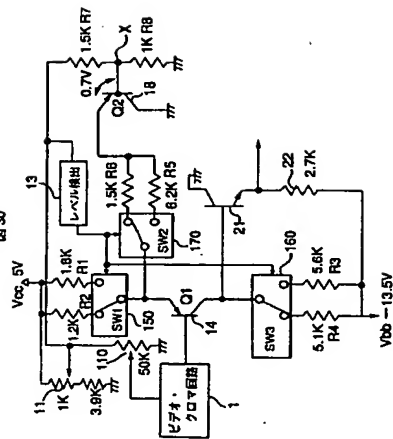 Vcc 5V
11
1K
3.9K
110
50K
1.2K
R2
1.8K
R1
13
レベル検出
SW1
150
1.5K R6
6.2K R5
SW2
170
0.7V
Q2
18
X
1.5K R7
1K R8
ビデオ・
クロマ回路
1
Q1
14
21
22
2.7K
SW3
160
5.1K
R4
5.6K
R3
Vbb -13.5V